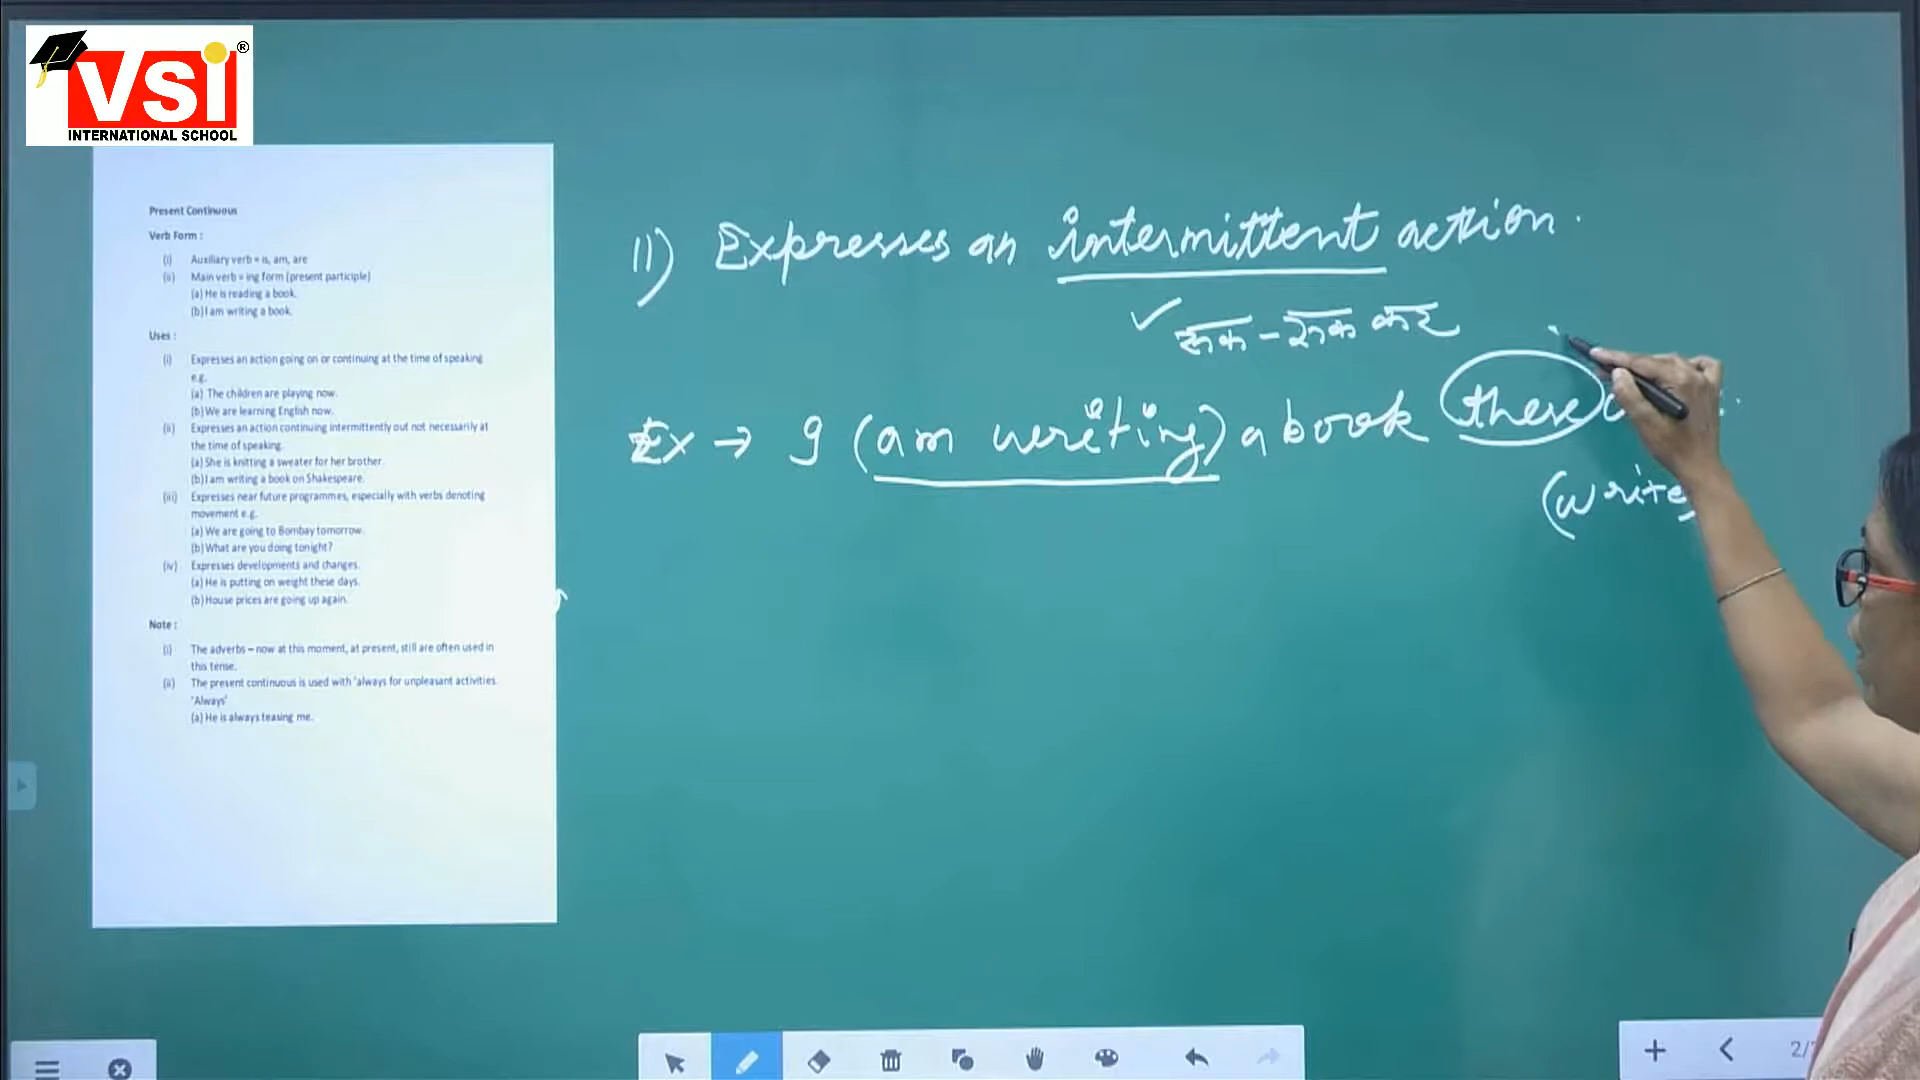 VSI ®
INTERNATIONAL SCHOOL
Present Continuous
Verb Form :
(i) Auxiliary verb = is, am, are
(ii) Main verb = ing form (present participle)
(a) He is reading a book.
(b) I am writing a book.
Uses :
(i) Expresses an action going on or continuing at the time of speaking
e.g.
(a) The children are playing now.
(b) We are learning English now.
(ii) Expresses an action continuing intermittently out not necessarily at
the time of speaking.
(a) She is knitting a sweater for her brother.
(b) I am writing a book on Shakespeare.
(iii) Expresses near future programmes, especially with verbs denoting
movement e.g.
(a) We are going to Bombay tomorrow.
(b) What are you doing tonight?
(iv) Expresses developments and changes.
(a) He is putting on weight these days.
(b) House prices are going up again.
Note :
(i) The adverbs – now at this moment, at present, still are often used in
this tense.
(ii) The present continuous is used with 'always for unpleasant activities.
'Always'
(a) He is always teasing me.
II) Expresses an intermittent action.
✓ रूक - रूक कर
Ex → I (am writing) a book these
(write
2/